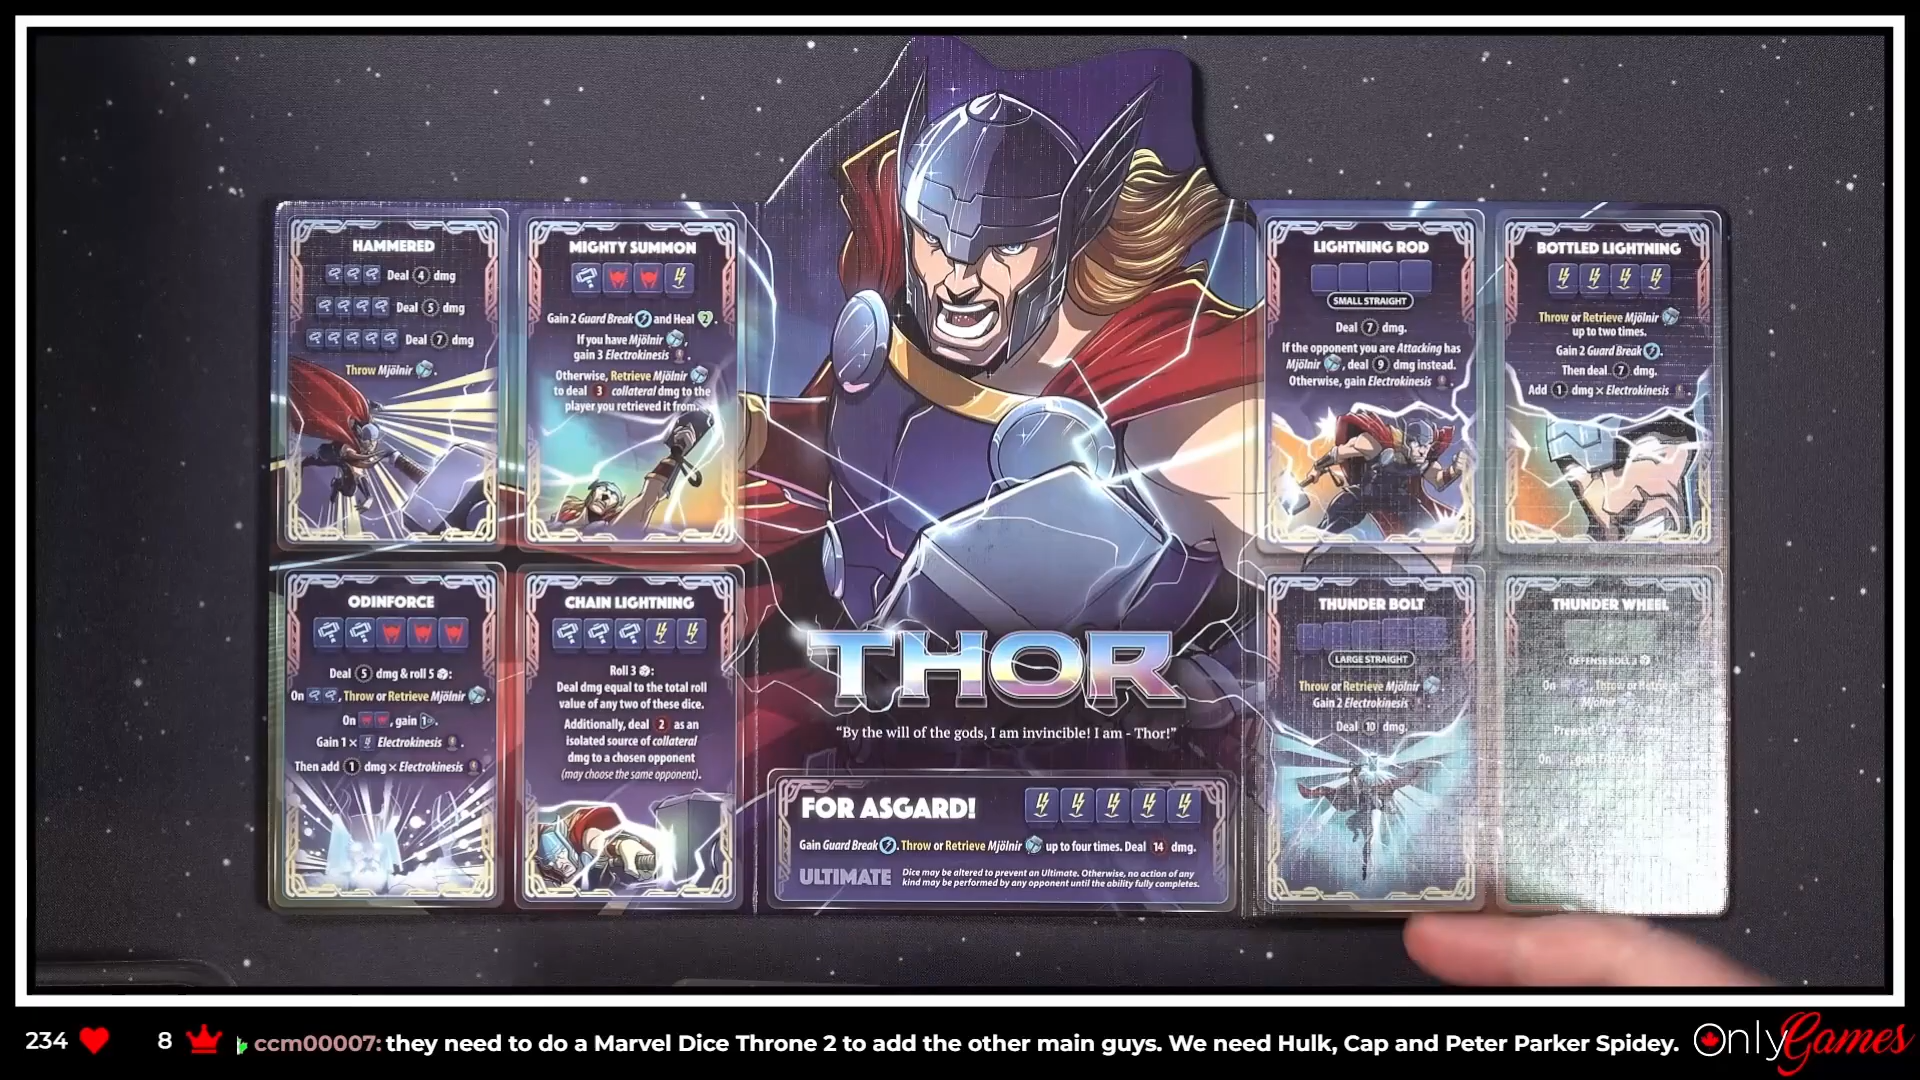 HAMMERED
Deal 4 dmg
Deal 5 dmg
Deal 7 dmg
Throw Mjölnir.
MIGHTY SUMMON
Gain 2 Guard Break and Heal 2.
If you have Mjölnir,
gain 3 Electrokinesis.
Otherwise, Retrieve Mjölnir
to deal 3 collateral dmg to the
player you retrieved it from.
ODINFORCE
Deal 5 dmg & roll 5:
On, Throw or Retrieve Mjölnir.
On, gain 1.
Gain 1 × Electrokinesis.
Then add 1 dmg × Electrokinesis.
CHAIN LIGHTNING
Roll 3:
Deal dmg equal to the total roll
value of any two of these dice.
Additionally, deal 2 as an
isolated source of collateral
dmg to a chosen opponent
(may choose the same opponent).
THOR
“By the will of the gods, I am invincible! I am - Thor!”
FOR ASGARD!
Gain Guard Break. Throw or Retrieve Mjölnir up to four times. Deal 14 dmg.
ULTIMATE
Dice may be altered to prevent an Ultimate. Otherwise, no action of any
kind may be performed by any opponent until the ability fully completes.
LIGHTNING ROD
SMALL STRAIGHT
Deal 7 dmg.
If the opponent you are Attacking has
Mjölnir, deal 9 dmg instead.
Otherwise, gain Electrokinesis.
BOTTLED LIGHTNING
Throw or Retrieve Mjölnir
up to two times.
Gain 2 Guard Break.
Then deal 7 dmg.
Add 1 dmg × Electrokinesis.
THUNDER BOLT
LARGE STRAIGHT
Throw or Retrieve Mjölnir.
Gain 2 Electrokinesis.
Deal 10 dmg.
THUNDER WHEEL
DEFENSE ROLL 3
On, Throw or Retrieve
Mjölnir
Prevent
On
234 8 ccm00007: they need to do a Marvel Dice Throne 2 to add the other main guys. We need Hulk, Cap and Peter Parker Spidey.
OnlyGames